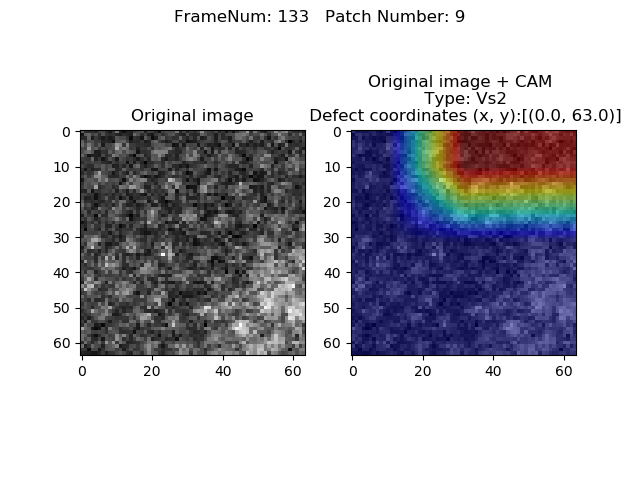 FrameNum: 133   Patch Number: 9
Original image
0
10
20
30
40
50
60
0 20 40 60
Original image + CAM
Type: Vs2
Defect coordinates (x, y):[(0.0, 63.0)]
0
10
20
30
40
50
60
0 20 40 60